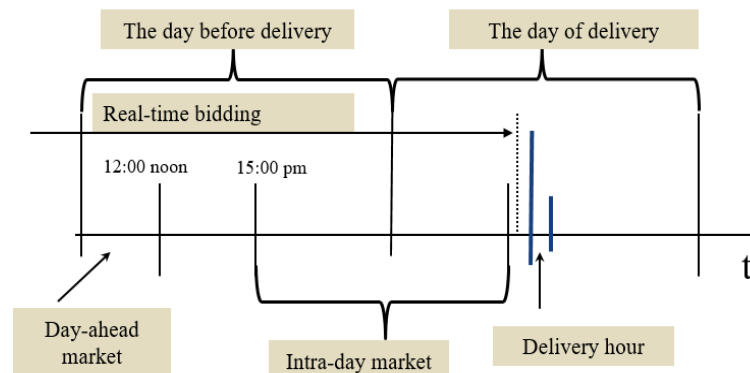 The day before delivery
The day of delivery
Real-time bidding
12:00 noon
15:00 pm
t
Day-ahead
market
Intra-day market
Delivery hour